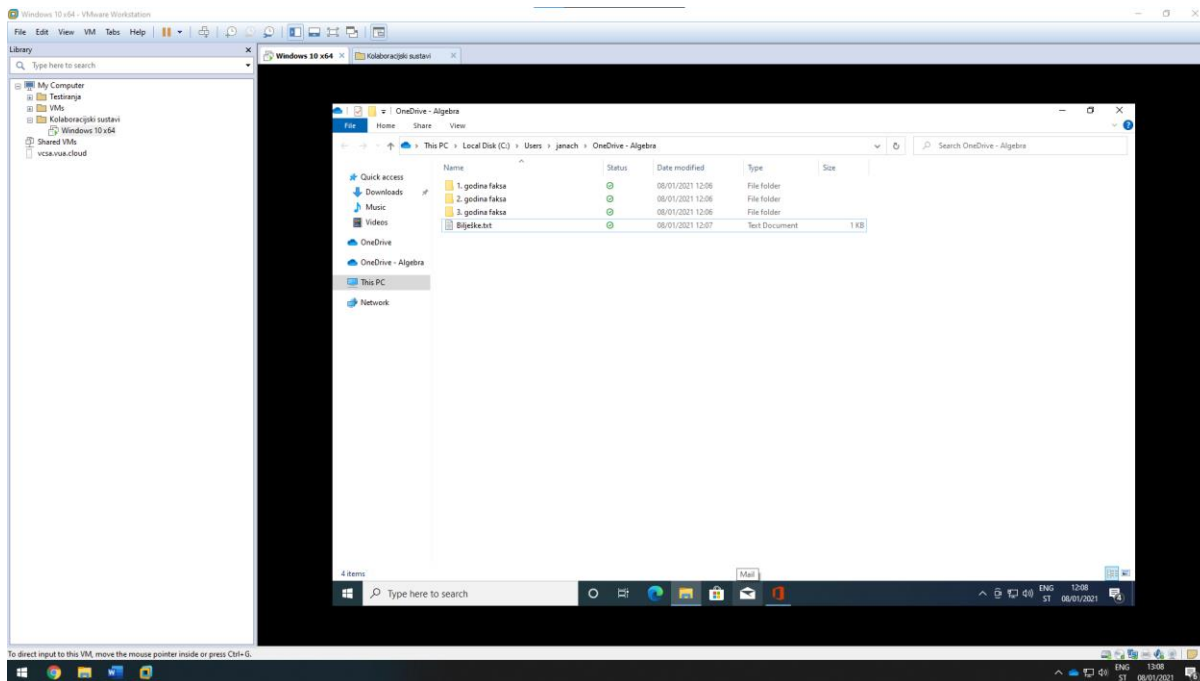 Windows 10 x64 - VMware Workstation
File Edit View VM Tabs Help
Library
Type here to search
My Computer
Testiranja
VMs
Kolaboracijski sustavi
Windows 10 x64
Shared VMs
vcsa.vua.cloud
Windows 10 x64 Kolaboracijski sustavi
OneDrive - Algebra
File Home Share View
This PC > Local Disk (C:) > Users > janach > OneDrive - Algebra
Search OneDrive - Algebra
Quick access
Downloads
Music
Videos
OneDrive
OneDrive - Algebra
This PC
Network
Name Status Date modified Type Size
1. godina faksa 08/01/2021 12:06 File folder
2. godina faksa 08/01/2021 12:06 File folder
3. godina faksa 08/01/2021 12:06 File folder
Bilješke.txt 08/01/2021 12:07 Text Document 1 KB
4 items
Mail
Type here to search
ENG 12:08
ST 08/01/2021
4
To direct input to this VM, move the mouse pointer inside or press Ctrl+G.
ENG 13:08
ST 08/01/2021